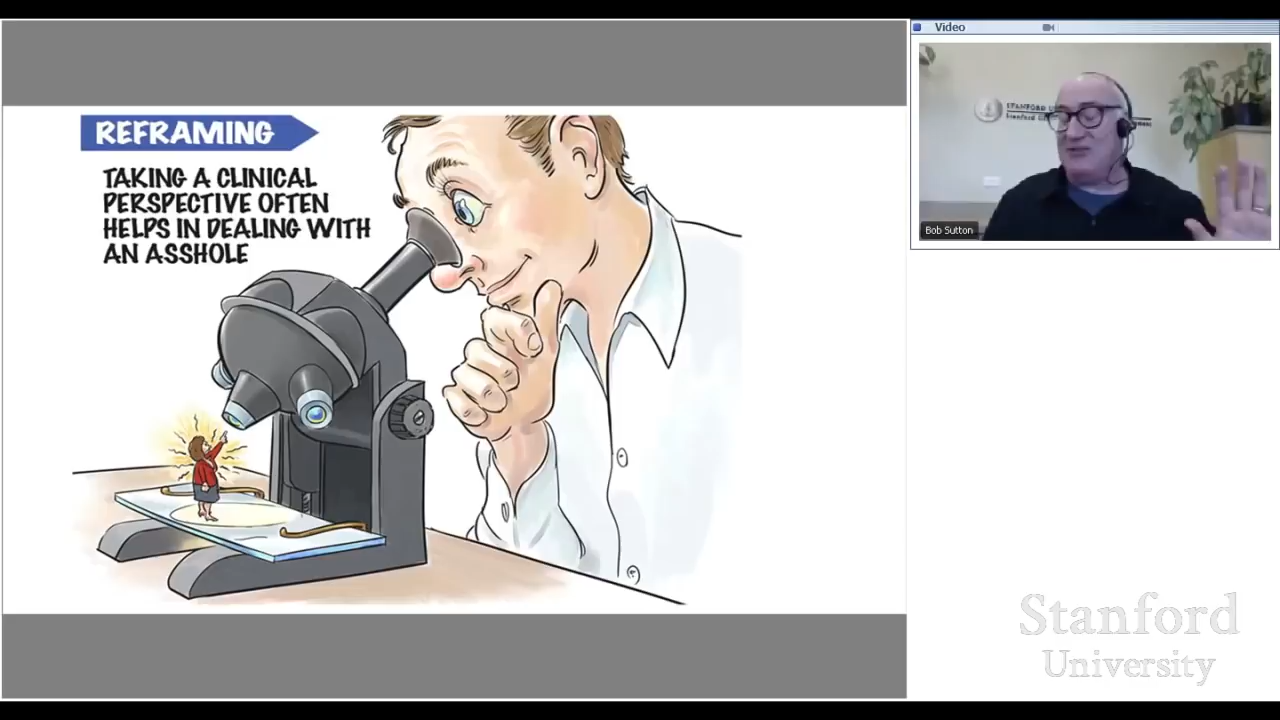 REFRAMING
TAKING A CLINICAL
PERSPECTIVE OFTEN
HELPS IN DEALING WITH
AN ASSHOLE
Video
Bob Sutton
Stanford
University